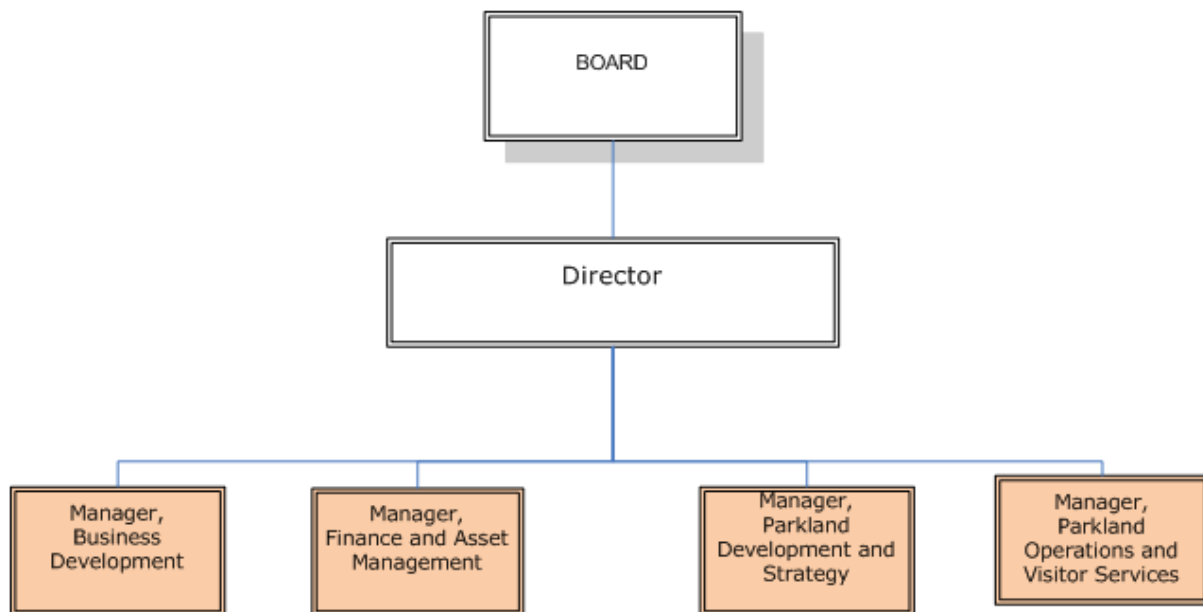 BOARD
Director
Manager,
Business
Development
Manager,
Finance and Asset
Management
Manager,
Parkland
Development and
Strategy
Manager,
Parkland
Operations and
Visitor Services